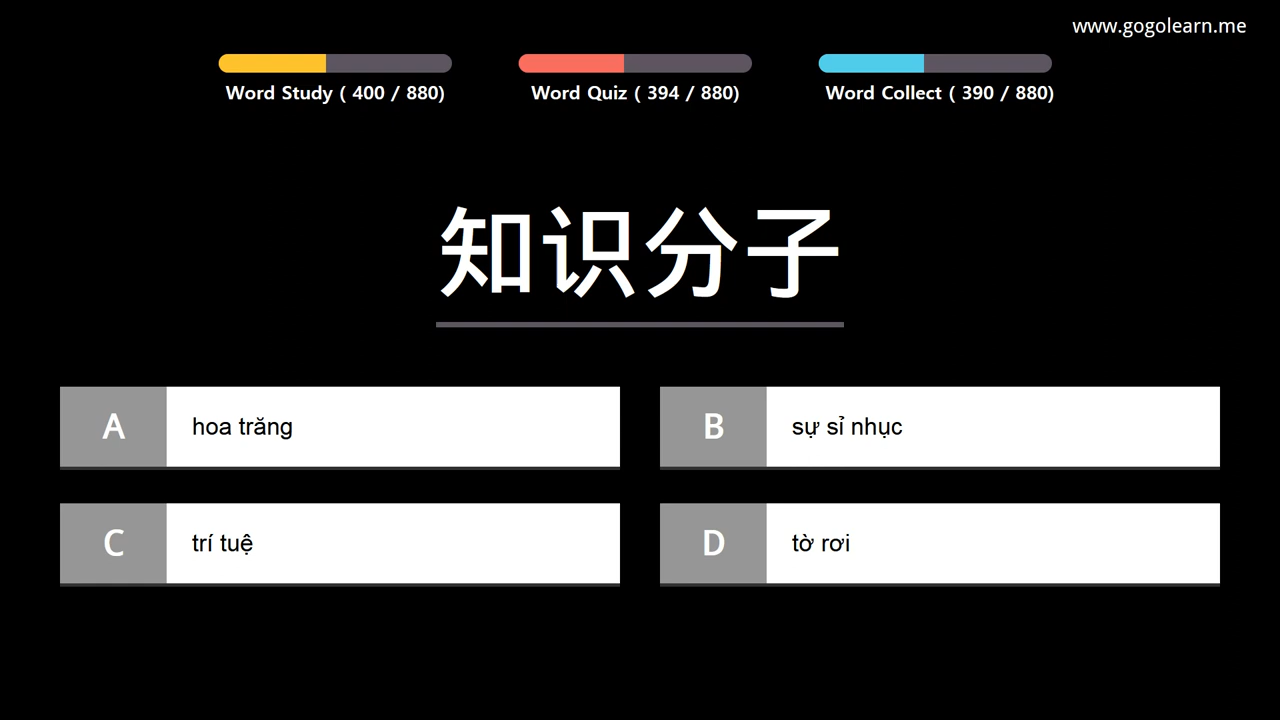 www.gogolearn.me
Word Study ( 400 / 880)
Word Quiz ( 394 / 880)
Word Collect ( 390 / 880)
知识分子
A hoa trăng
B sự sỉ nhục
C trí tuệ
D tờ rơi